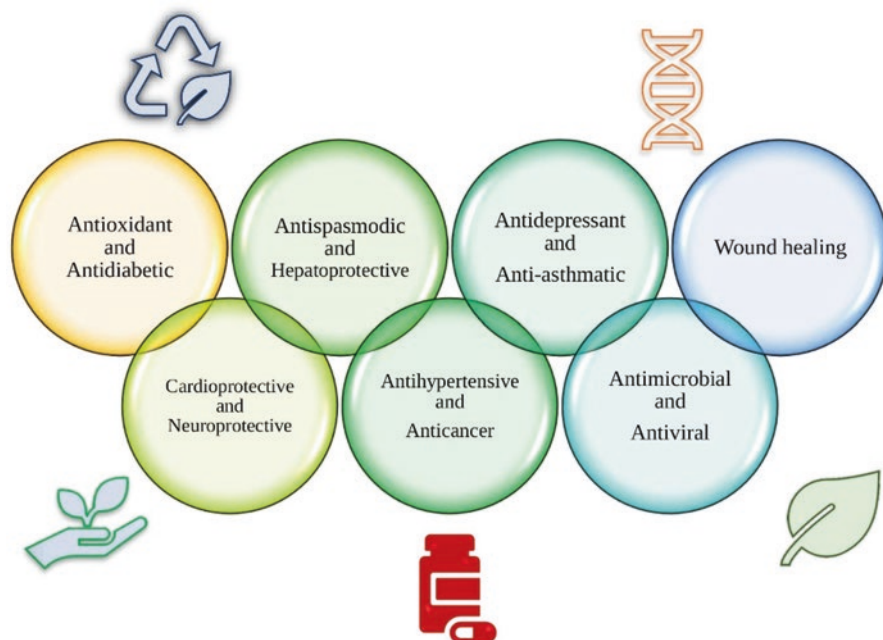 Antioxidant
and
Antidiabetic
Antispasmodic
and
Hepatoprotective
Antidepressant
and
Anti-asthmatic
Wound healing
Cardioprotective
and
Neuroprotective
Antihypertensive
and
Anticancer
Antimicrobial
and
Antiviral